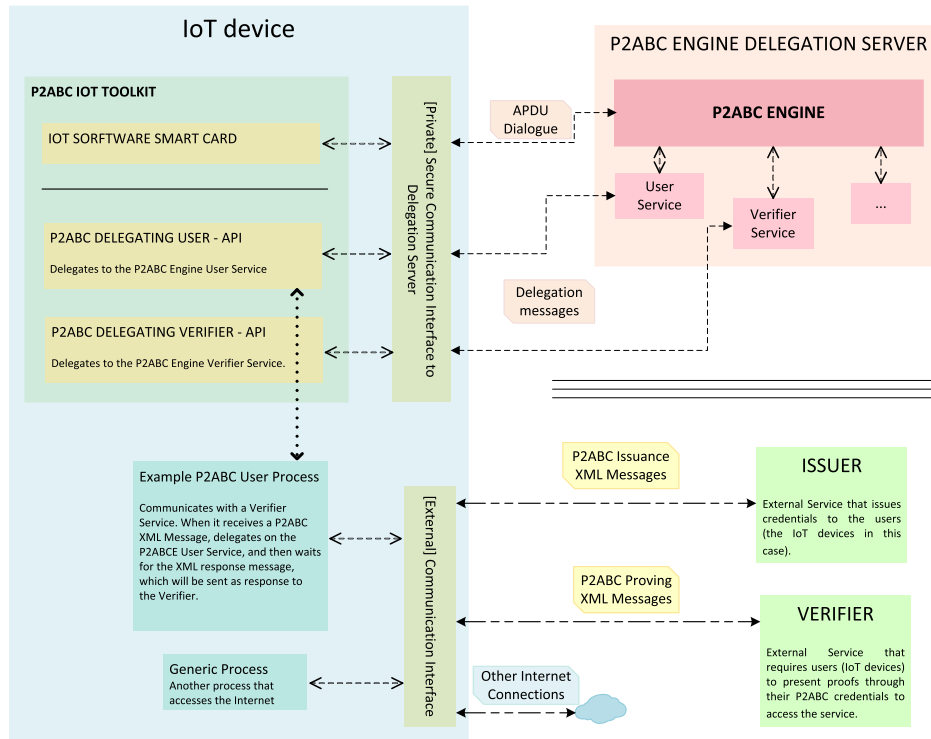 IoT device
P2ABC IOT TOOLKIT
IOT SORFTWARE SMART CARD
P2ABC DELEGATING USER - API
Delegates to the P2ABC Engine User Service
P2ABC DELEGATING VERIFIER - API
Delegates to the P2ABC Engine Verifier Service.
[Private] Secure Communication Interface to
Delegation Server
APDU
Dialogue
Delegation
messages
P2ABC ENGINE DELEGATION SERVER
P2ABC ENGINE
User
Service
Verifier
Service
...
Example P2ABC User Process
Communicates with a Verifier
Service. When it receives a P2ABC
XML Message, delegates on the
P2ABCE User Service, and then waits
for the XML response message,
which will be sent as response to
the Verifier.
Generic Process
Another process that
accesses the Internet
[External] Communication Interface
P2ABC Issuance
XML Messages
P2ABC Proving
XML Messages
Other Internet
Connections
ISSUER
External Service that issues
credentials to the users
(the IoT devices in this
case).
VERIFIER
External Service that
requires users (IoT devices)
to present proofs through
their P2ABC credentials to
access the service.